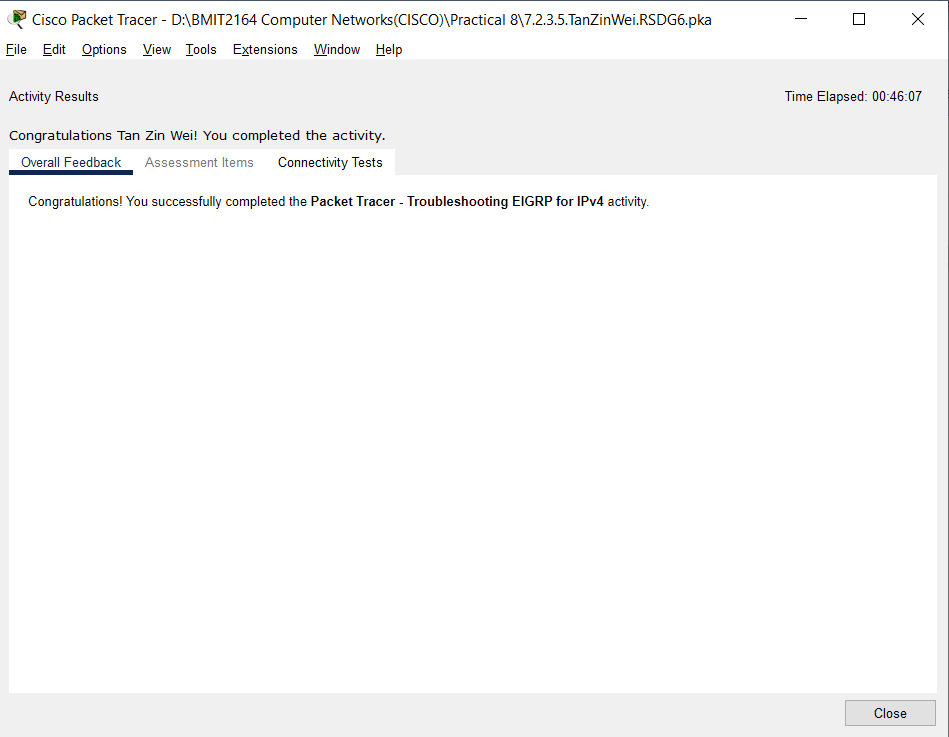 Cisco Packet Tracer - D:\BMIT2164 Computer Networks(CISCO)\Practical 8\7.2.3.5.TanZinWei.RSDG6.pka
File Edit Options View Tools Extensions Window Help
Activity Results Time Elapsed: 00:46:07
Congratulations Tan Zin Wei! You completed the activity.
Overall Feedback Assessment Items Connectivity Tests
Congratulations! You successfully completed the Packet Tracer - Troubleshooting EIGRP for IPv4 activity.
Close